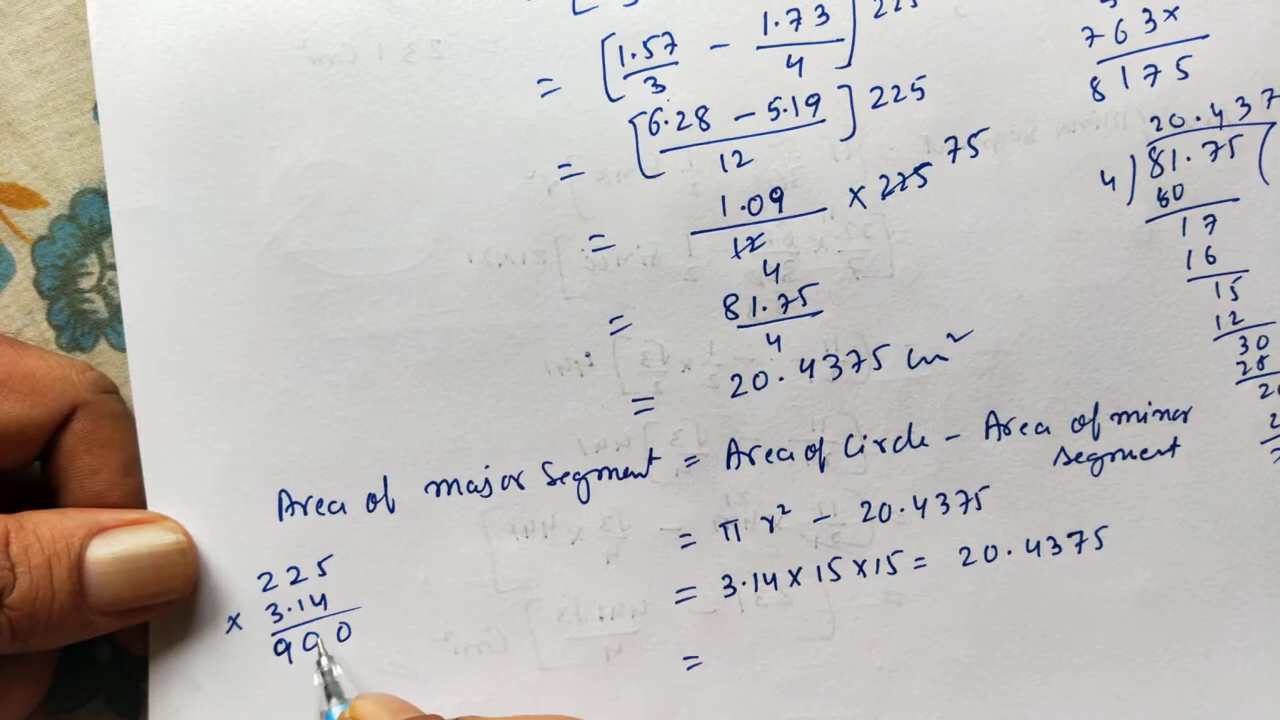 = [1.57/3 - 1.73/4] 225
= [6.28 - 5.19 / 12] 225
= 1.09/12 × 225 75
4
= 81.75/4
= 20.4375 cm²
Area of major segment = Area of Circle - Area of minor segment
= π r² - 20.4375
= 3.14 × 15 × 15 = 20.4375
=
225
× 3.14
900
763×
8175
20.437
4) 81.75 (
80
17
16
15
12
30
28